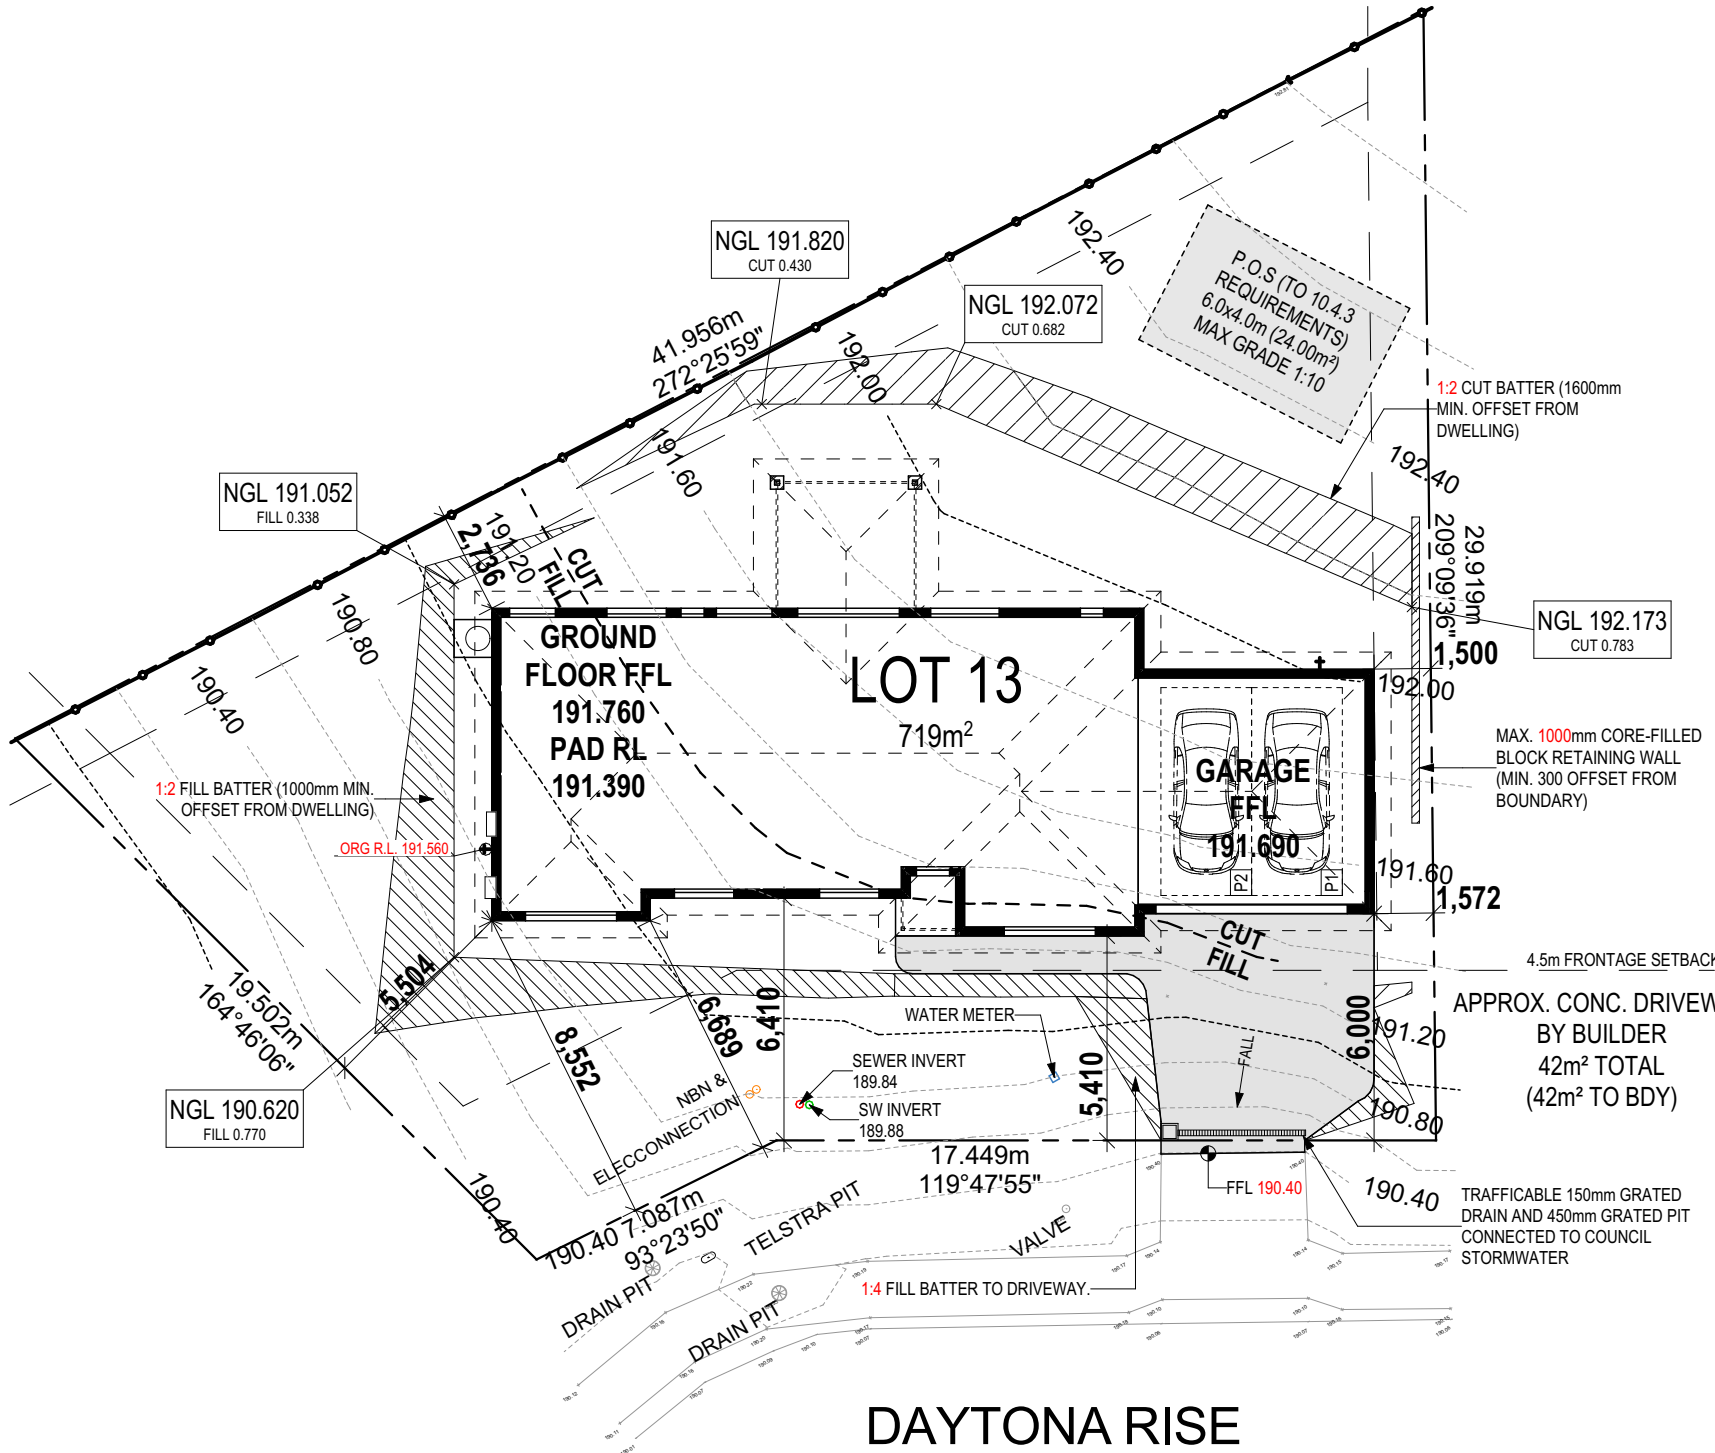 NGL 191.820
CUT 0.430
NGL 192.072
CUT 0.682
192.40
P.O.S (TO 10.4.3
REQUIREMENTS)
6.0x4.0m (24.00m²)
MAX GRADE 1:10
41.956m
272°25'59"
192.00
1:2 CUT BATTER (1600mm
MIN. OFFSET FROM
DWELLING)
192.40
191.60
NGL 191.052
FILL 0.338
2,736
191.20
CUT
FILL
29.919m
209°09'36"
NGL 192.173
CUT 0.783
190.80
190.40
GROUND
FLOOR FFL
191.760
PAD RL
191.390
LOT 13
719m²
1,500
192.00
GARAGE
FFL
191.690
P2
P1
MAX. 1000mm CORE-FILLED
BLOCK RETAINING WALL
(MIN. 300 OFFSET FROM
BOUNDARY)
1:2 FILL BATTER (1000mm MIN.
OFFSET FROM DWELLING)
ORG R.L. 191.560
191.60
1,572
CUT
FILL
4.5m FRONTAGE SETBACK
APPROX. CONC. DRIVEW
BY BUILDER
42m² TOTAL
(42m² TO BDY)
19.502m
164°46'06"
5,504
8,552
6,689
6,410
WATER METER
SEWER INVERT
189.84
SW INVERT
189.88
5,410
FALL
6,000
191.20
190.80
NGL 190.620
FILL 0.770
NBN &
ELECCONNECTION
17.449m
119°47'55"
FFL 190.40
190.40
TRAFFICABLE 150mm GRATED
DRAIN AND 450mm GRATED PIT
CONNECTED TO COUNCIL
STORMWATER
190.40
190.40 7.087m
93°23'50"
TELSTRA PIT
VALVE
DRAIN PIT
DRAIN PIT
1:4 FILL BATTER TO DRIVEWAY.
DAYTONA RISE